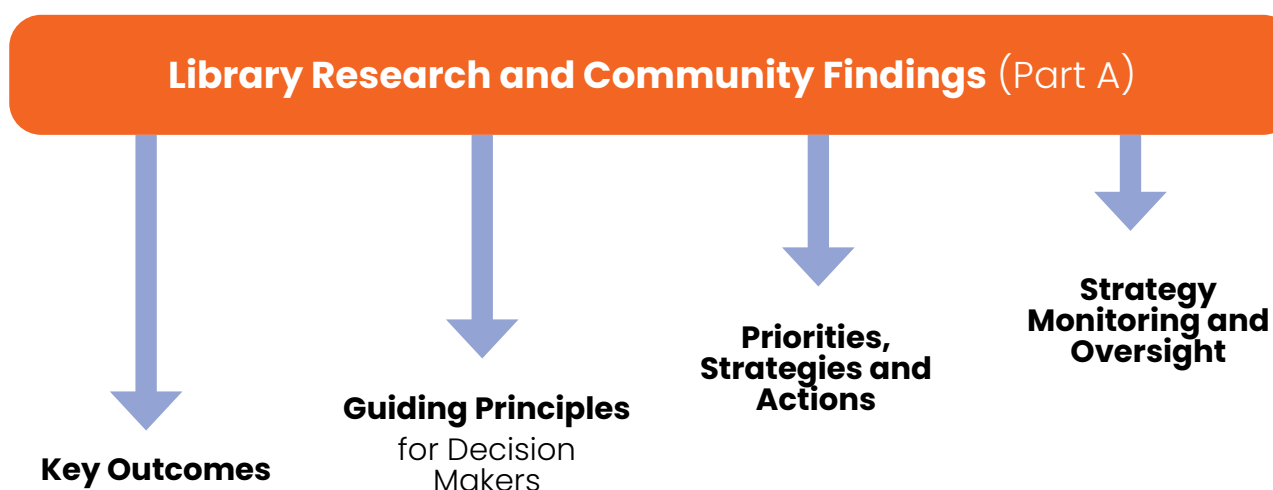 Library Research and Community Findings (Part A)
Key Outcomes
Guiding Principles
for Decision
Makers
Priorities,
Strategies and
Actions
Strategy
Monitoring and
Oversight